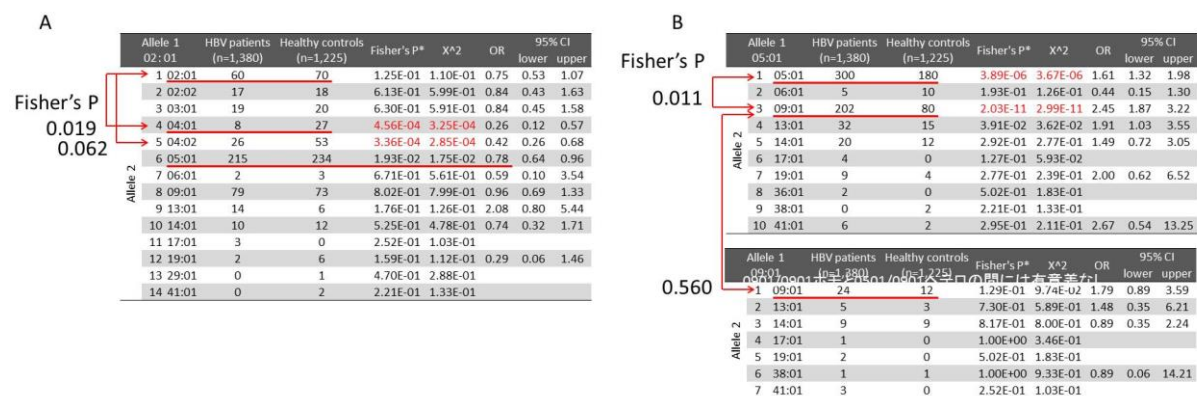 A
Allele 1 HBV patients Healthy controls Fisher's P* X^2 OR 95% CI
02:01 (n=1,380) (n=1,225) lower upper
1 02:01 60 70 1.25E-01 1.10E-01 0.75 0.53 1.07
2 02:02 17 18 6.13E-01 5.99E-01 0.84 0.43 1.63
3 03:01 19 20 6.30E-01 5.91E-01 0.84 0.45 1.58
4 04:01 8 27 4.56E-04 3.25E-04 0.26 0.12 0.57
5 04:02 26 53 3.36E-04 2.85E-04 0.42 0.26 0.68
6 05:01 215 234 1.93E-02 1.75E-02 0.78 0.64 0.96
7 06:01 2 3 6.71E-01 5.61E-01 0.59 0.10 3.54
8 09:01 79 73 8.02E-01 7.99E-01 0.96 0.69 1.33
9 13:01 14 6 1.76E-01 1.26E-01 2.08 0.80 5.44
10 14:01 10 12 5.25E-01 4.78E-01 0.74 0.32 1.71
11 17:01 3 0 2.52E-01 1.03E-01
12 19:01 2 6 1.59E-01 1.12E-01 0.29 0.06 1.46
13 29:01 0 1 4.70E-01 2.88E-01
14 41:01 0 2 2.21E-01 1.33E-01
Allele 2
Fisher's P
0.019
0.062
B
Allele 1 HBV patients Healthy controls Fisher's P* X^2 OR 95% CI
05:01 (n=1,380) (n=1,225) lower upper
1 05:01 300 180 3.89E-06 3.67E-06 1.61 1.32 1.98
2 06:01 5 10 1.93E-01 1.26E-01 0.44 0.15 1.30
3 09:01 202 80 2.03E-11 2.99E-11 2.45 1.87 3.22
4 13:01 32 15 3.91E-02 3.62E-02 1.91 1.03 3.55
5 14:01 20 12 2.92E-01 2.77E-01 1.49 0.72 3.05
6 17:01 4 0 1.27E-01 5.93E-02
7 19:01 9 4 2.77E-01 2.39E-01 2.00 0.62 6.52
8 36:01 2 0 5.02E-01 1.83E-01
9 38:01 0 2 2.21E-01 1.33E-01
10 41:01 6 2 2.95E-01 2.11E-01 2.67 0.54 13.25
Allele 2
Fisher's P
0.011
0.560
Allele 1 HBV patients Healthy controls Fisher's P* X^2 OR 95% CI
09:01 (n=1,380) (n=1,225) lower upper
1 09:01 24 12 1.29E-01 9.74E-02 1.79 0.89 3.59
2 13:01 5 3 7.30E-01 5.89E-01 1.48 0.35 6.21
3 14:01 9 9 8.17E-01 8.00E-01 0.89 0.35 2.24
4 17:01 1 0 1.00E+00 3.46E-01
5 19:01 2 0 5.02E-01 1.83E-01
6 38:01 1 1 1.00E+00 9.33E-01 0.89 0.06 14.21
7 41:01 3 0 2.52E-01 1.03E-01
Allele 2